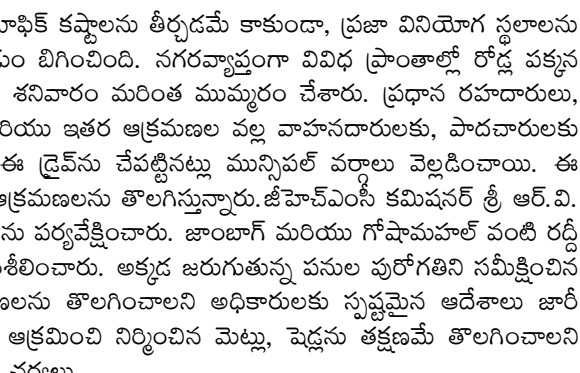 కష్టాలను తీర్చడమే కాకుండా, ప్రజా వినియోగ స్థలాలను
బిగించింది. నగరవ్యాప్తంగా వివిధ ప్రాంతాల్లో రోడ్ల పక్కన
శనివారం మరింత ముమ్మరం చేశారు. ప్రధాన రహదారులు,
ఇతర ఆక్రమణల వల్ల వాహనదారులకు, పాదచారులకు
ఈ డ్రైవ్‌ను చేపట్టినట్లు మున్సిపల్ వర్గాలు వెల్లడించాయి. ఈ
ఆక్రమణలను తొలగిస్తున్నారు.జీహెచ్ఎంసీ కమిషనర్ శ్రీ ఆర్.వి.
పర్యవేక్షించారు. జాంబాగ్ మరియు గోషామహల్ వంటి రద్దీ
అక్కడ జరుగుతున్న పనుల పురోగతిని సమీక్షించిన
తొలగించాలని అధికారులకు స్పష్టమైన ఆదేశాలు జారీ
ఆక్రమించి నిర్మించిన మెట్లు, షెడ్లను తక్షణమే తొలగించాలని